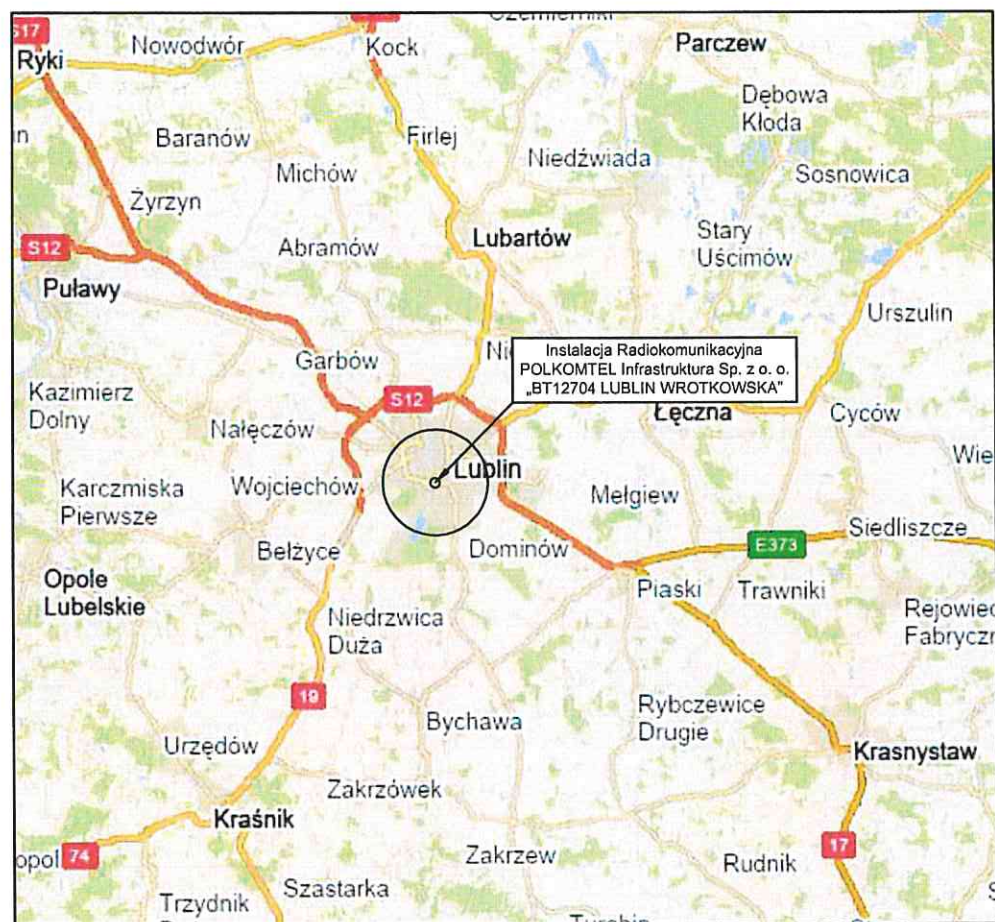 S17
Czemierniki
Ryki
Nowodwór
Kock
Parczew
Dębowa
Kłoda
Baranów
Firlej
Niedźwiada
Michów
Sosnowica
Żyrzyn
Lubartów
Stary
Uścimów
Abramów
S12
Puławy
Urszulin
Instalacja Radiokomunikacyjna
POLKOMTEL Infrastruktura Sp. z o. o.
„BT12704 LUBLIN WROTKOWSKA"
Garbów
Kazimierz
Dolny
S12
Łęczna
Cyców
Nałęczów
Wie
Lublin
Wojciechów
Mełgiew
Karczmiska
Pierwsze
Siedliszcze
Bełżyce
Dominów
E373
Opole
Lubelskie
Piaski
Trawniki
Niedrzwica
Duża
Rejowiec
Fabryczn
19
Rybczewice
Drugie
Bychawa
Urzędów
Krasnystaw
Zakrzówek
Kraśnik
17
opol
74
Zakrzew
Rudnik
Szastarka
Trzydnik